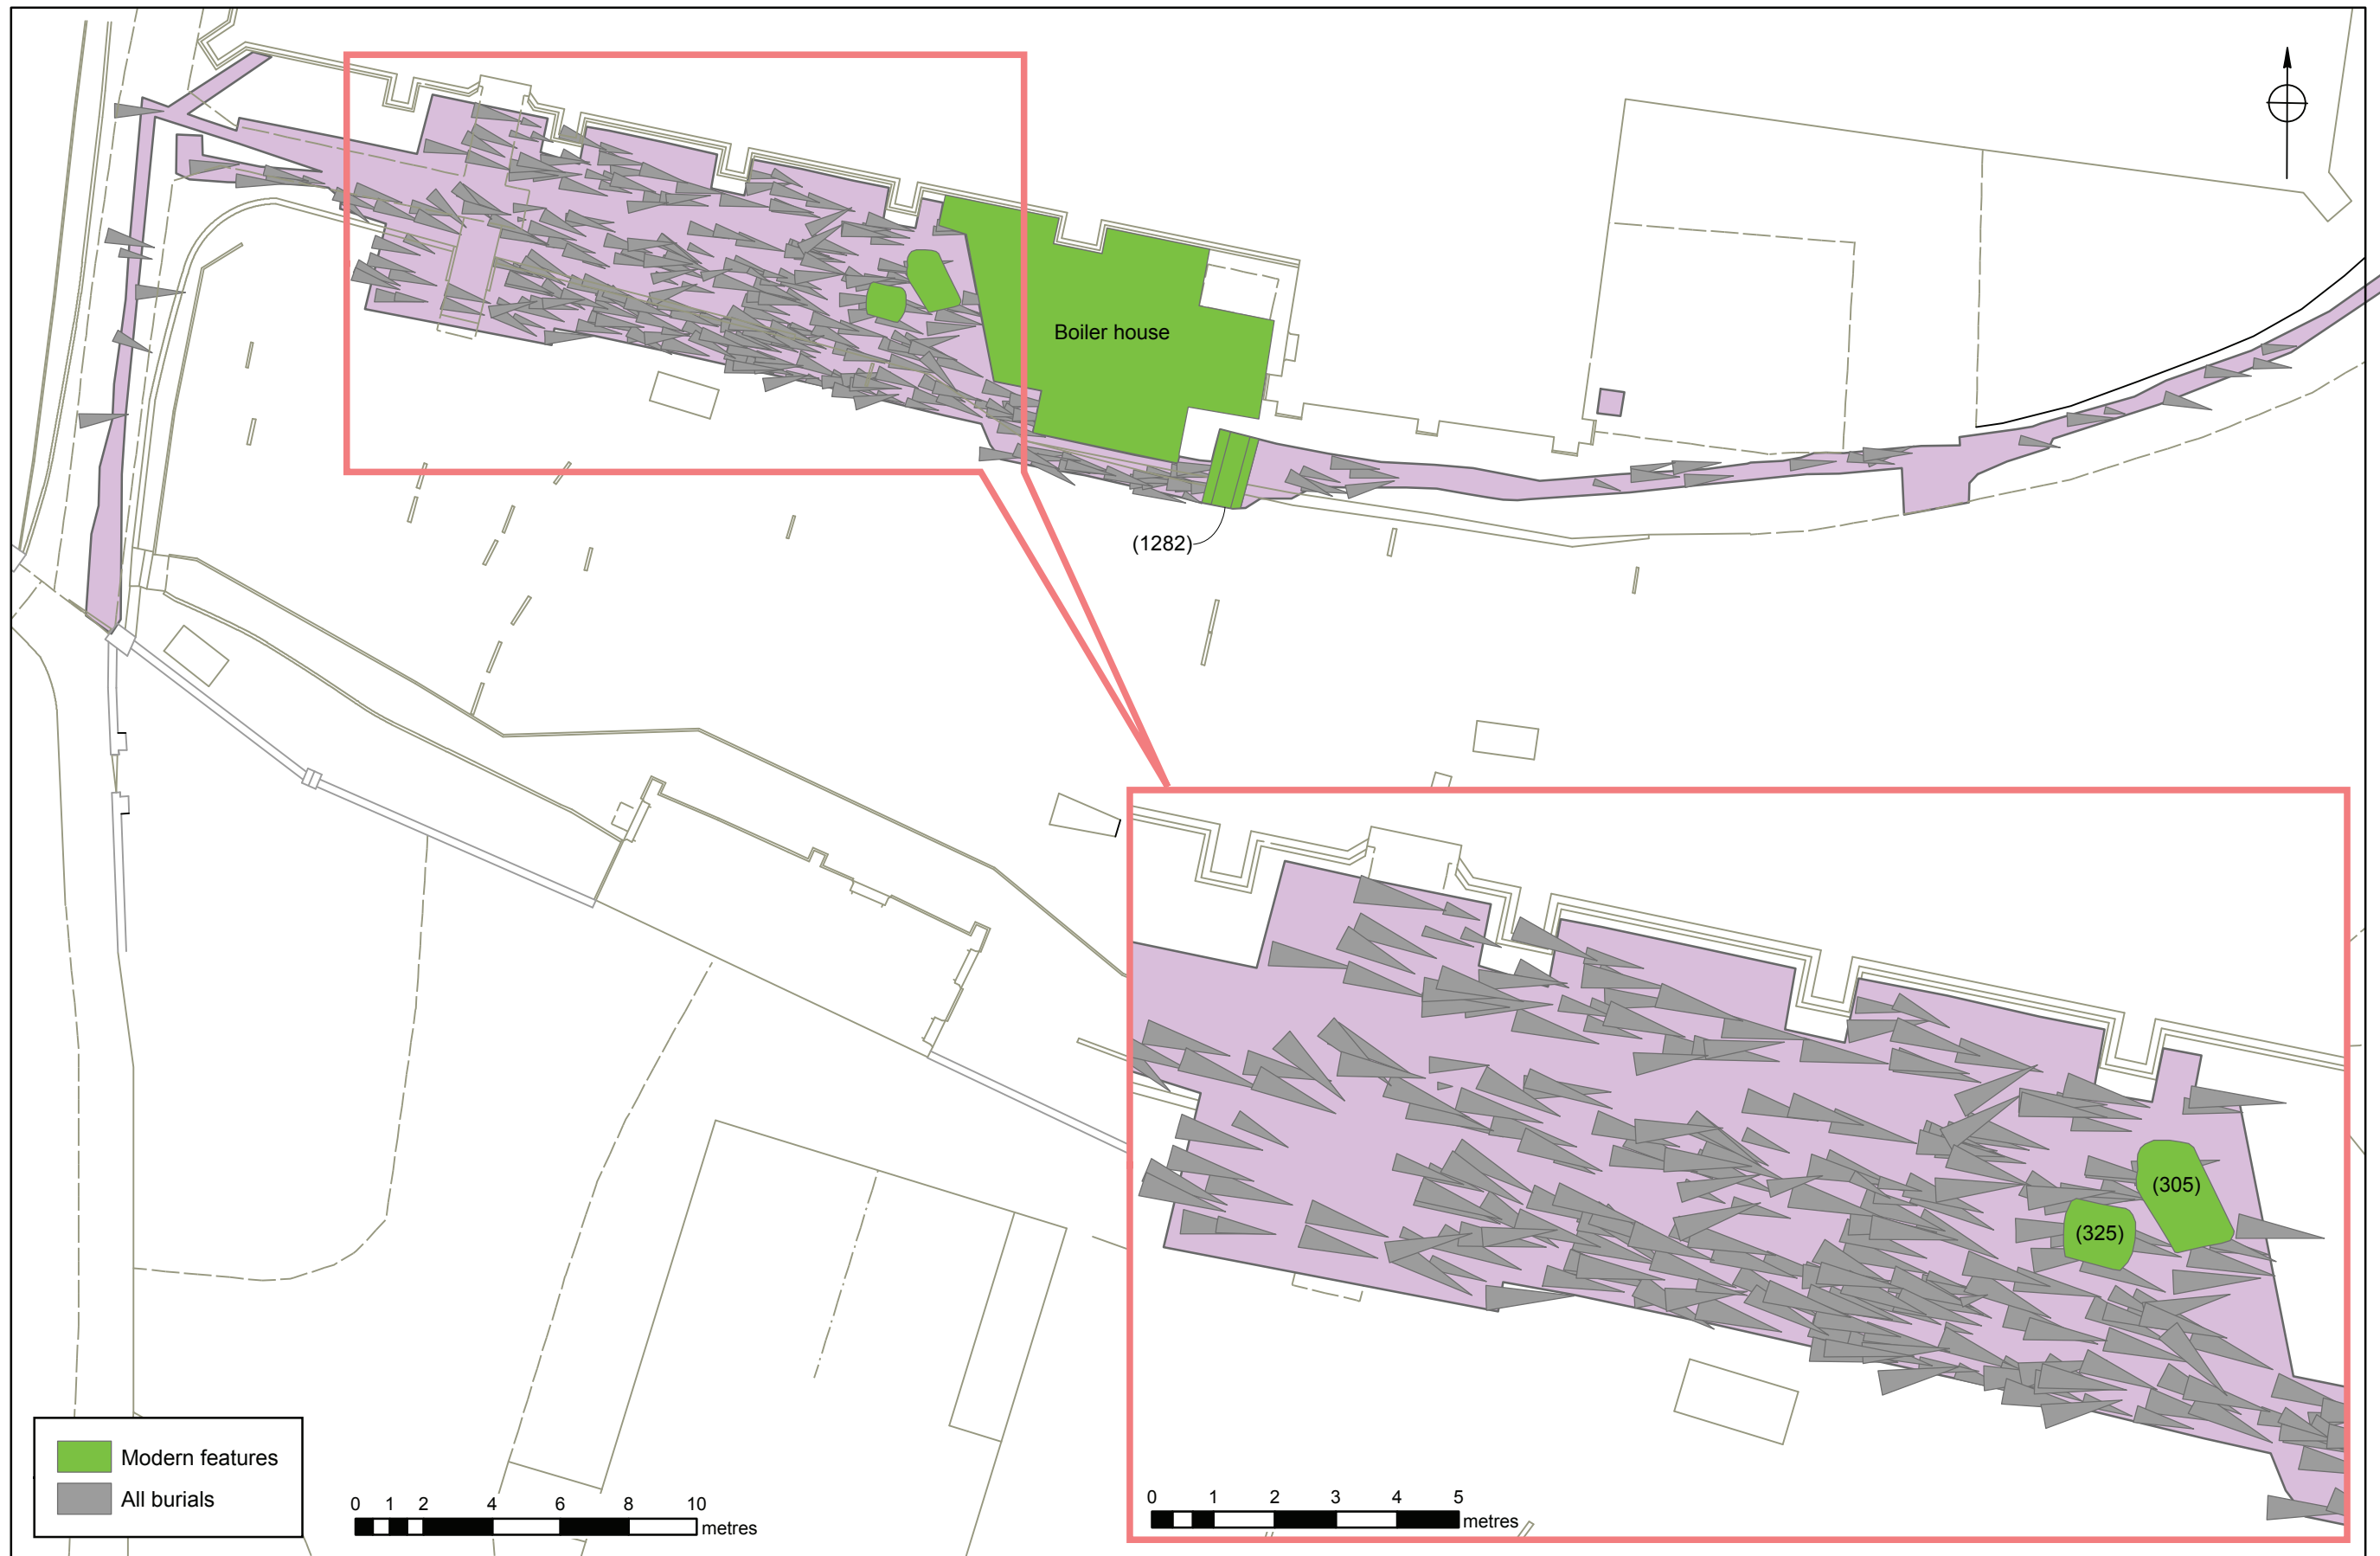 Boiler house
(1282)
(305)
(325)
Modern features
All burials
0 1 2 4 6 8 10
metres
0 1 2 3 4 5
metres